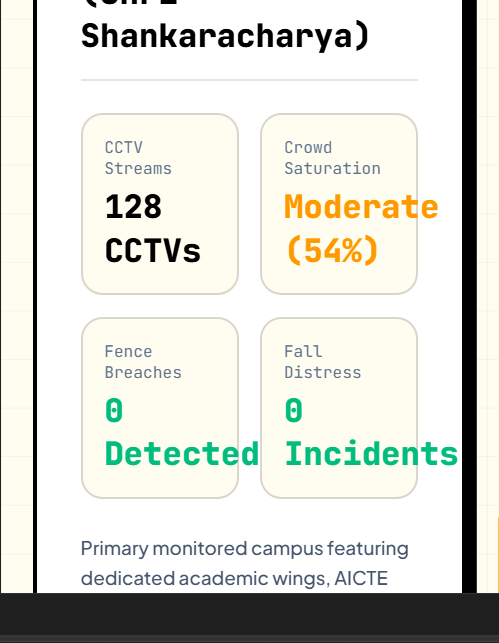 Shankaracharya)
CCTV
Streams
128
CCTVs
Crowd
Saturation
Moderate
(54%)
Fence
Breaches
0
Detected
Fall
Distress
0
Incidents
Primary monitored campus featuring
dedicated academic wings, AICTE